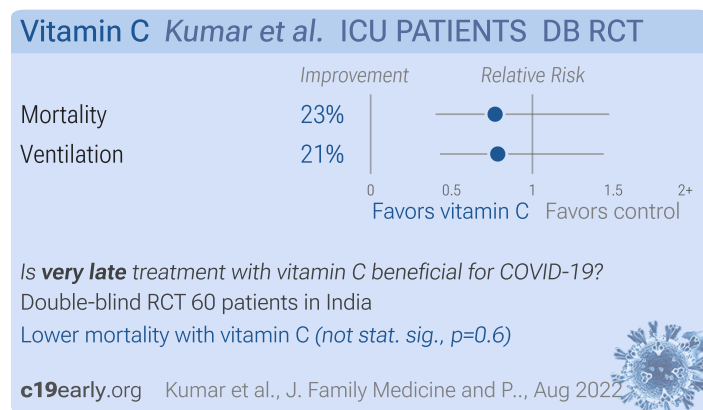 Vitamin C Kumar et al. ICU PATIENTS DB RCT
Improvement Relative Risk
Mortality 23%
Ventilation 21%
0 0.5 1 1.5 2+
Favors vitamin C Favors control
Is very late treatment with vitamin C beneficial for COVID-19?
Double-blind RCT 60 patients in India
Lower mortality with vitamin C (not stat. sig., p=0.6)
c19early.org Kumar et al., J. Family Medicine and P.., Aug 2022